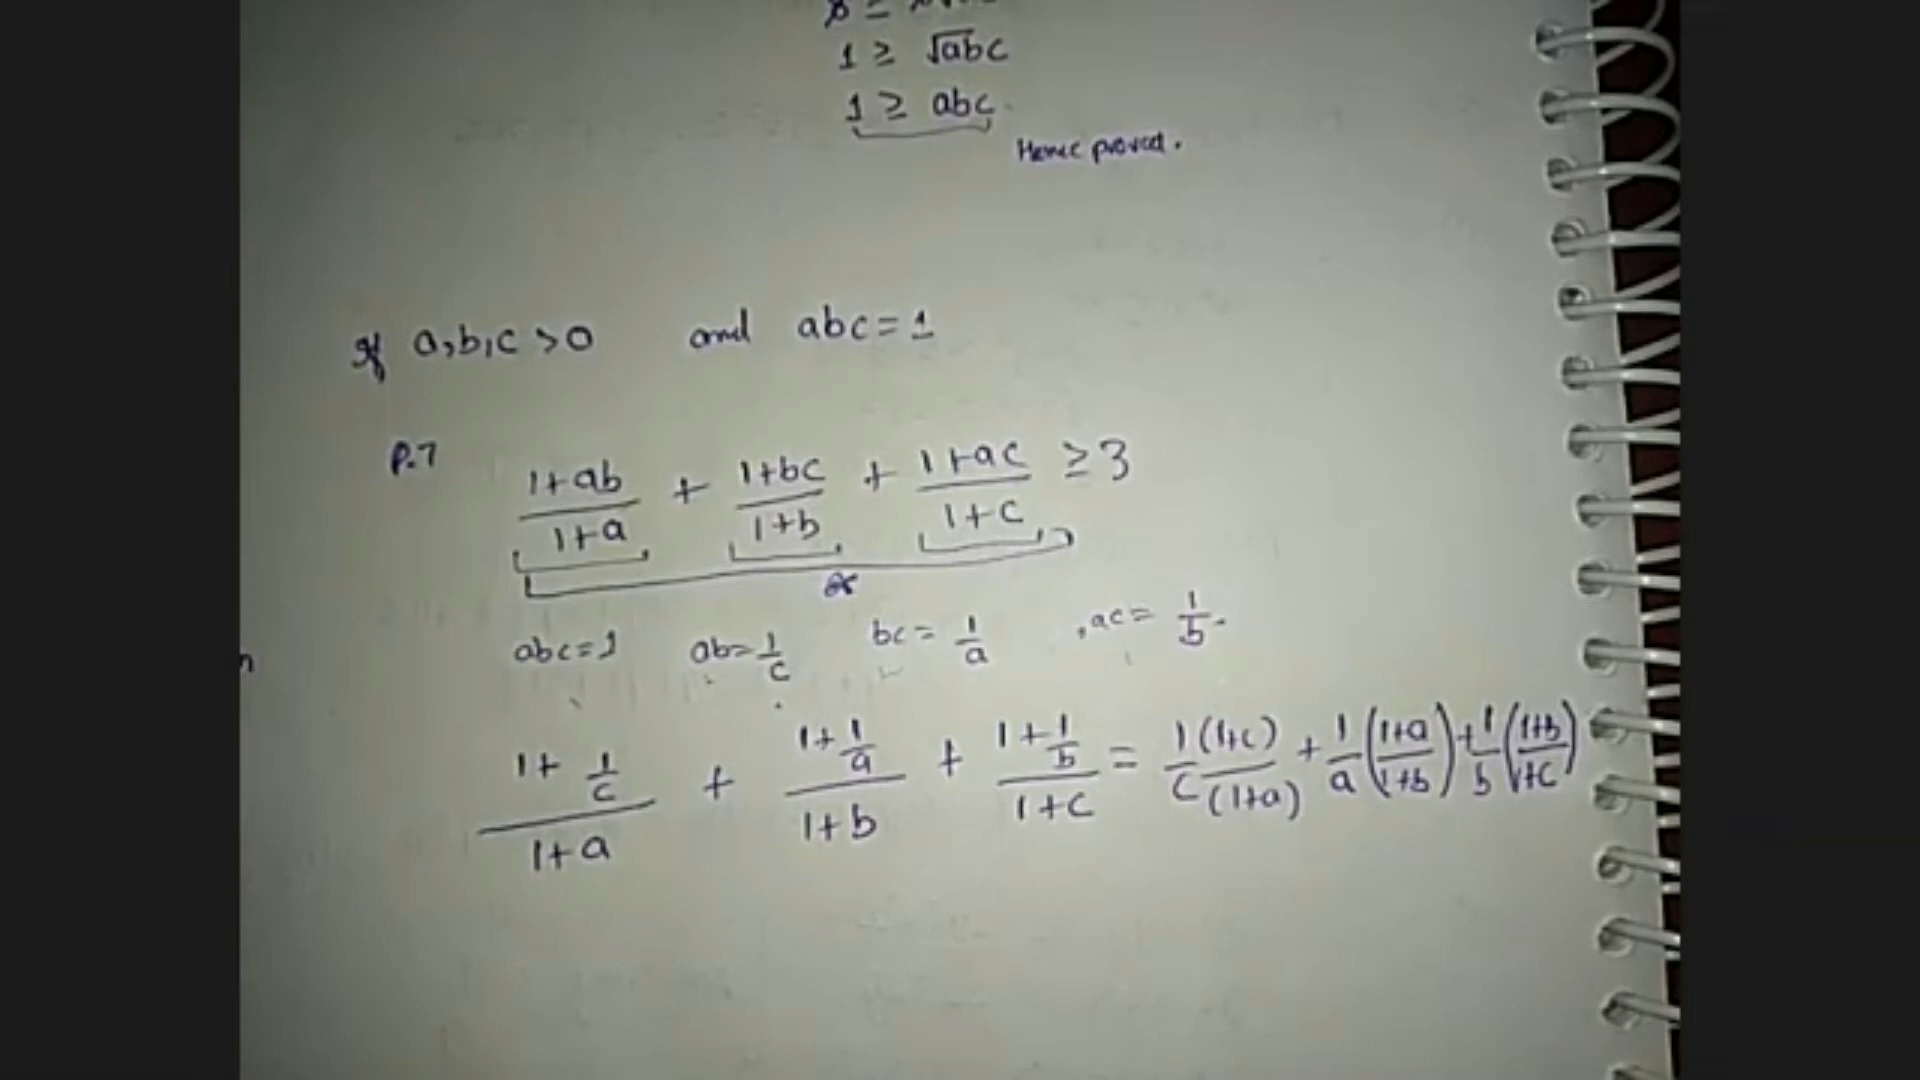 1 ≥ √abc
1 ≥ abc.
Hence proved.
If a,b,c >0 and abc = 1
P.T (1+ab)/(1+a) + (1+bc)/(1+b) + (1+ac)/(1+c) ≥ 3
abc=1 ab=1/c bc=1/a , ac= 1/b.
(1+1/c)/(1+a) + (1+1/a)/(1+b) + (1+1/b)/(1+c) = 1/c (1+c)/(1+a) + 1/a ((1+a)/(1+b)) + 1/b ((1+b)/(1+c))